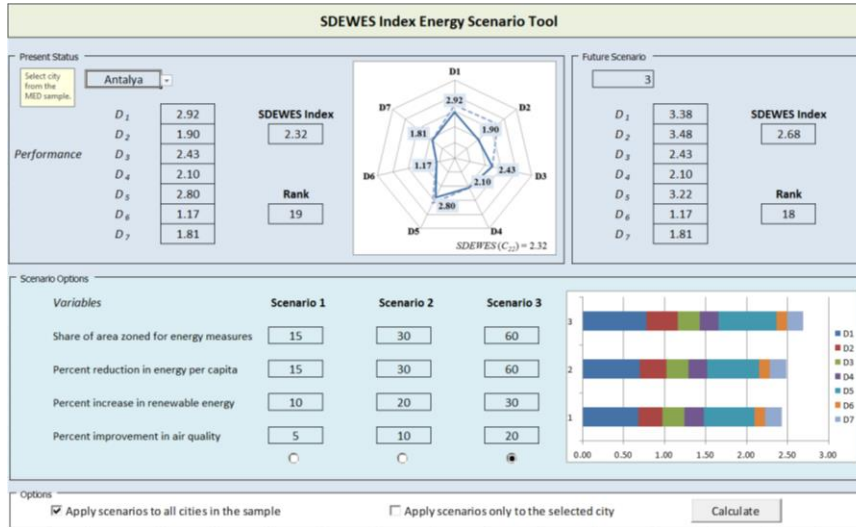 SDEWES Index Energy Scenario Tool
Present Status
Select city
from the
MED sample.
Antalya
Performance
D1 2.92
D2 1.90
D3 2.43
D4 2.10
D5 2.80
D6 1.17
D7 1.81
SDEWES Index
2.32
Rank
19
D1
D2
D3
D4
D5
D6
D7
2.92
1.90
2.43
2.10
2.80
1.17
1.81
SDEWES (C22) = 2.32
Future Scenario
3
D1 3.38
D2 3.48
D3 2.43
D4 2.10
D5 3.22
D6 1.17
D7 1.81
SDEWES Index
2.68
Rank
18
Scenario Options
Variables Scenario 1 Scenario 2 Scenario 3
Share of area zoned for energy measures 15 30 60
Percent reduction in energy per capita 15 30 60
Percent increase in renewable energy 10 20 30
Percent improvement in air quality 5 10 20
3
2
1
0.00 0.50 1.00 1.50 2.00 2.50 3.00
D1
D2
D3
D4
D5
D6
D7
Options
Apply scenarios to all cities in the sample Apply scenarios only to the selected city Calculate